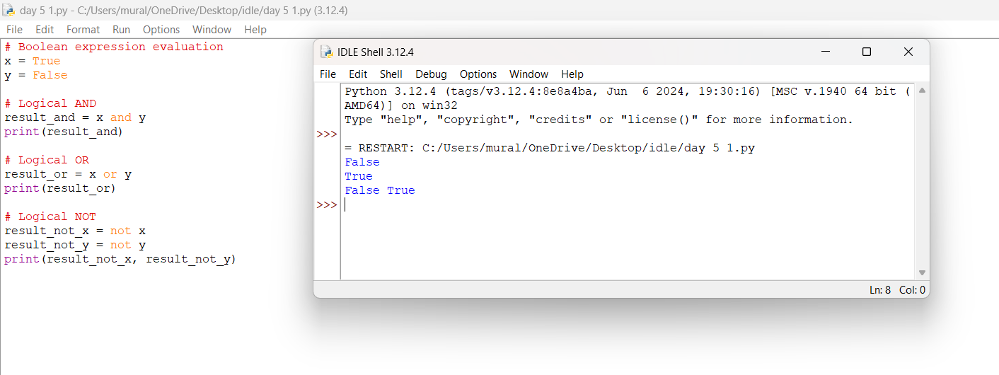 day 5 1.py - C:/Users/mural/OneDrive/Desktop/idle/day 5 1.py (3.12.4)
File Edit Format Run Options Window Help
# Boolean expression evaluation
x = True
y = False

# Logical AND
result_and = x and y
print(result_and)

# Logical OR
result_or = x or y
print(result_or)

# Logical NOT
result_not_x = not x
result_not_y = not y
print(result_not_x, result_not_y)

IDLE Shell 3.12.4
File Edit Shell Debug Options Window Help
Python 3.12.4 (tags/v3.12.4:8e8a4ba, Jun  6 2024, 19:30:16) [MSC v.1940 64 bit (
AMD64)] on win32
Type "help", "copyright", "credits" or "license()" for more information.
>>>
= RESTART: C:/Users/mural/OneDrive/Desktop/idle/day 5 1.py
False
True
False True
>>>
Ln: 8 Col: 0